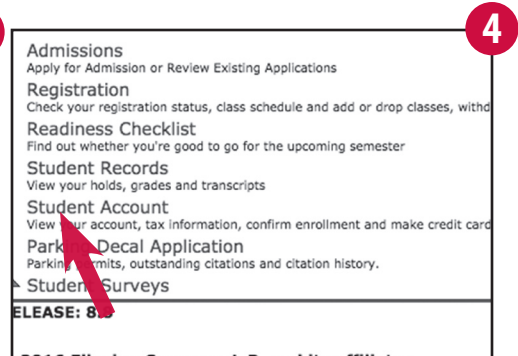 4
Admissions
Apply for Admission or Review Existing Applications
Registration
Check your registration status, class schedule and add or drop classes, withd
Readiness Checklist
Find out whether you're good to go for the upcoming semester
Student Records
View your holds, grades and transcripts
Student Account
View your account, tax information, confirm enrollment and make credit card
Parking Decal Application
Parking permits, outstanding citations and citation history.
Student Surveys
ELEASE: 8.8